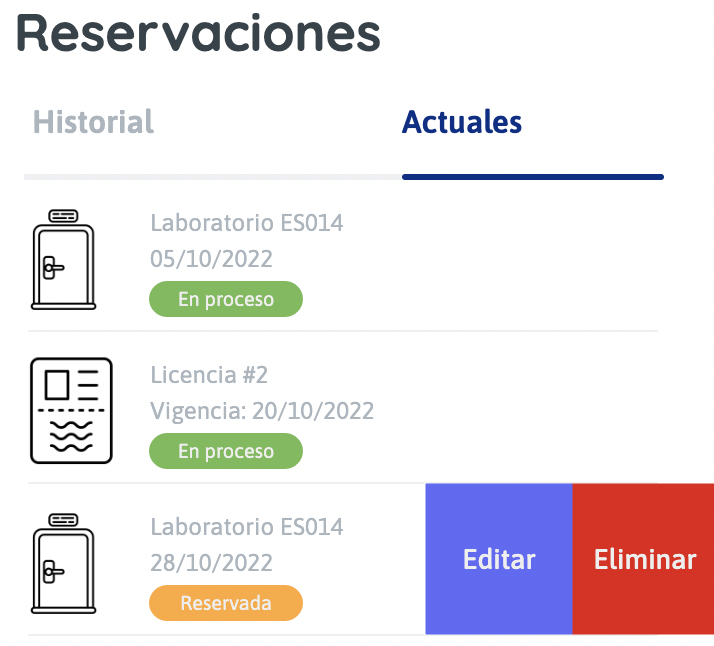 Reservaciones
Historial
Actuales
Laboratorio ES014
05/10/2022
En proceso
Licencia #2
Vigencia: 20/10/2022
En proceso
Laboratorio ES014
28/10/2022
Reservada
Editar
Eliminar